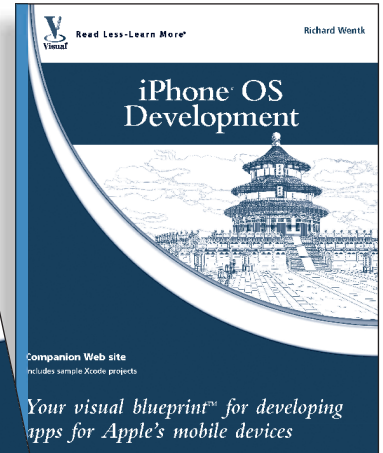 Visual
Read Less-Learn More®
Richard Wentk
iPhone® OS
Development
Companion Web site
includes sample Xcode projects
Your visual blueprint™ for developing
apps for Apple's mobile devices